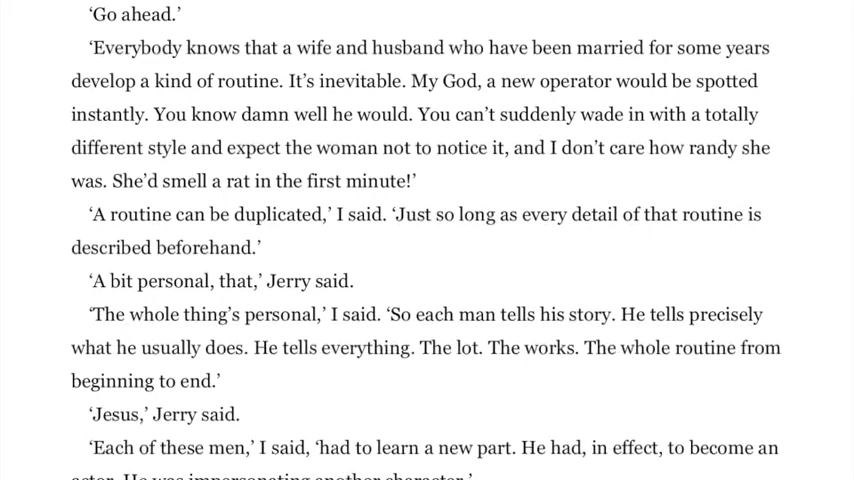 ‘Go ahead.’
‘Everybody knows that a wife and husband who have been married for some years
develop a kind of routine. It’s inevitable. My God, a new operator would be spotted
instantly. You know damn well he would. You can’t suddenly wade in with a totally
different style and expect the woman not to notice it, and I don’t care how randy she
was. She’d smell a rat in the first minute!’
‘A routine can be duplicated,’ I said. ‘Just so long as every detail of that routine is
described beforehand.’
‘A bit personal, that,’ Jerry said.
‘The whole thing’s personal,’ I said. ‘So each man tells his story. He tells precisely
what he usually does. He tells everything. The lot. The works. The whole routine from
beginning to end.’
‘Jesus,’ Jerry said.
‘Each of these men,’ I said, ‘had to learn a new part. He had, in effect, to become an
actor. He was impersonating another character.’